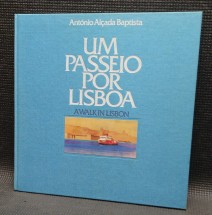 António Alçada Baptista
UM
PASSEIO
POR
LISBOA
A WALK IN LISBON